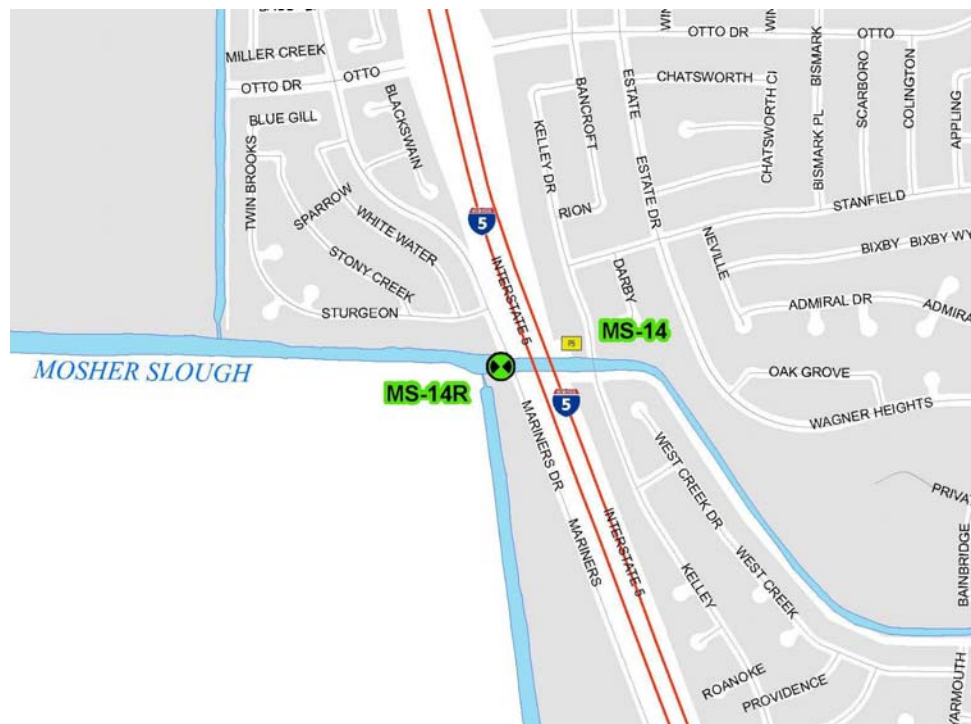 MILLER CREEK
OTTO DR
OTTO
BLUE GILL
BLACKSWAIN
TWIN BROOKS
SPARROW
WHITE WATER
STONY CREEK
STURGEON
OTTO DR
OTTO
CHATSWORTH
CHATSWORTH CI
ESTATE
ESTATE DR
BANCROFT
KELLEY DR
RION
BISMARK
BISMARK PL
SCARBORO
COLINGTON
APPLING
STANFIELD
NEVILLE
BIXBY
BIXBY WY
DARBY
ADMIRAL DR
ADMIRA
5
INTERSTATE 5
MS-14
PS
MOSHER SLOUGH
MS-14R
5
OAK GROVE
WAGNER HEIGHTS
MARINERS DR
MARINERS
INTERSTATE 5
WEST CREEK DR
WEST CREEK
KELLEY
ROANOKE
PROVIDENCE
PRIVA
BAINBRIDGE
YARMOUTH